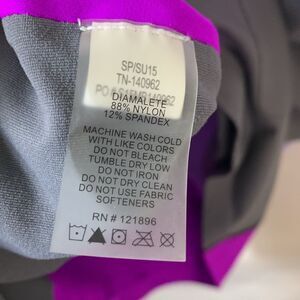 SP/SU15
TN-140962
PO #
DIAMALETE
88% NYLON
12% SPANDEX
MACHINE WASH COLD
WITH LIKE COLORS
DO NOT BLEACH
TUMBLE DRY LOW
DO NOT IRON
DO NOT DRY CLEAN
DO NOT USE FABRIC
SOFTENERS
RN # 121896